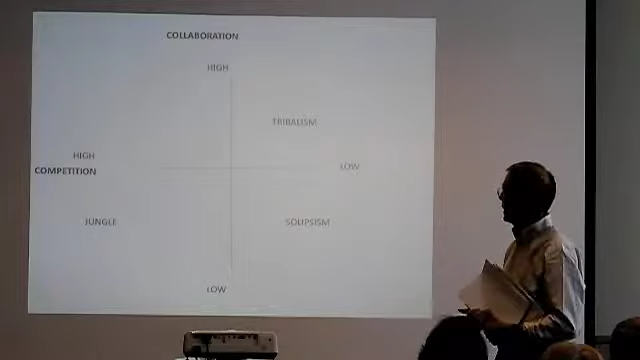 COLLABORATION
HIGH
TRIBALISM
HIGH
COMPETITION
LOW
JUNGLE
SOLIPSISM
LOW